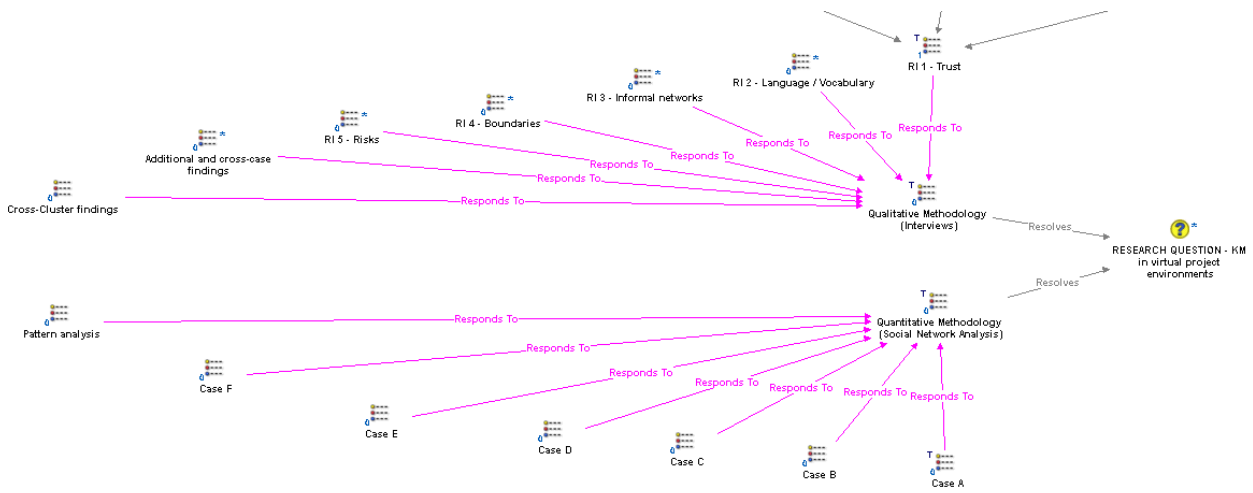 T
1
RI 1 - Trust
*
RI 2 - Language / Vocabulary
*
RI 3 - Informal networks
*
RI 4 - Boundaries
*
RI 5 - Risks
*
Additional and cross-case
findings
Cross-Cluster findings
Responds To
Responds To
Responds To
Responds To
Responds To
Responds To
Responds To
T
Qualitative Methodology
(Interviews)
Resolves
?
*
RESEARCH QUESTION - KM
in virtual project
environments
Resolves
T
Quantitative Methodology
(Social Network Analysis)
Pattern analysis
Responds To
Responds To
Responds To
Responds To
Responds To
Responds To
Responds To
Case F
Case E
Case D
Case C
Case B
T
Case A